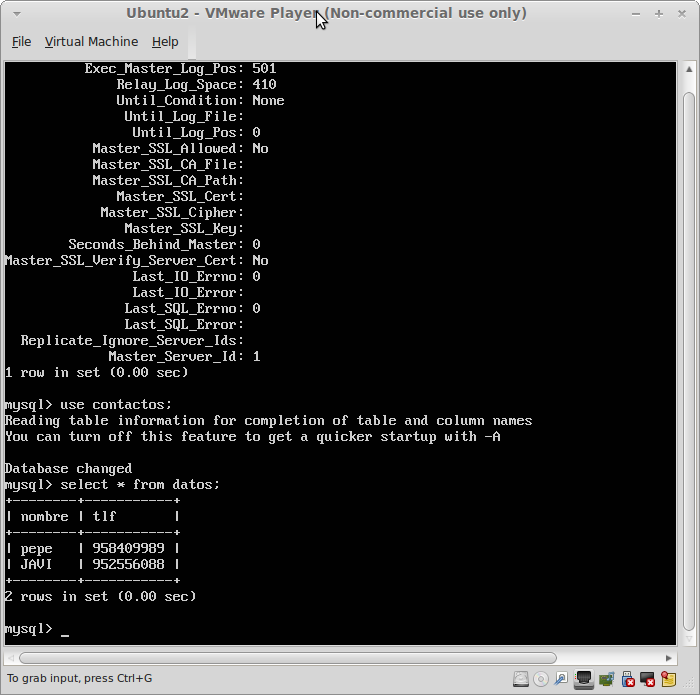 Ubuntu2 - VMware Player (Non-commercial use only)
File Virtual Machine Help
Exec_Master_Log_Pos: 501
Relay_Log_Space: 410
Until_Condition: None
Until_Log_File:
Until_Log_Pos: 0
Master_SSL_Allowed: No
Master_SSL_CA_File:
Master_SSL_CA_Path:
Master_SSL_Cert:
Master_SSL_Cipher:
Master_SSL_Key:
Seconds_Behind_Master: 0
Master_SSL_Verify_Server_Cert: No
Last_IO_Errno: 0
Last_IO_Error:
Last_SQL_Errno: 0
Last_SQL_Error:
Replicate_Ignore_Server_Ids:
Master_Server_Id: 1
1 row in set (0.00 sec)
mysql> use contactos;
Reading table information for completion of table and column names
You can turn off this feature to get a quicker startup with -A
Database changed
mysql> select * from datos;
+--------+-----------+
| nombre | tlf       |
+--------+-----------+
| pepe   | 958409989 |
| JAVI   | 952556088 |
+--------+-----------+
2 rows in set (0.00 sec)
mysql> _
To grab input, press Ctrl+G